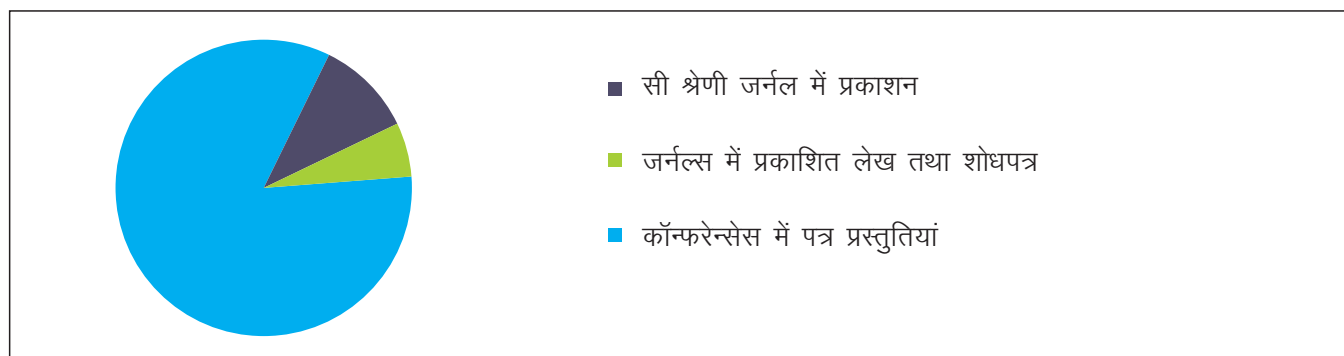 सी श्रेणी जर्नल में प्रकाशन
जर्नल्स में प्रकाशित लेख तथा शोधपत्र
कॉन्फरेन्सेस में पत्र प्रस्तुतियां